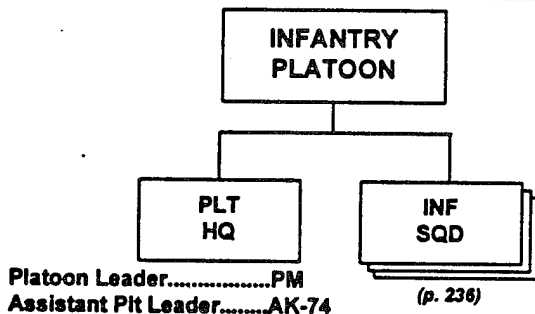 INFANTRY
PLATOON
PLT
HQ
INF
SQD
Platoon Leader..................PM
Assistant Plt Leader........AK-74
(p. 236)